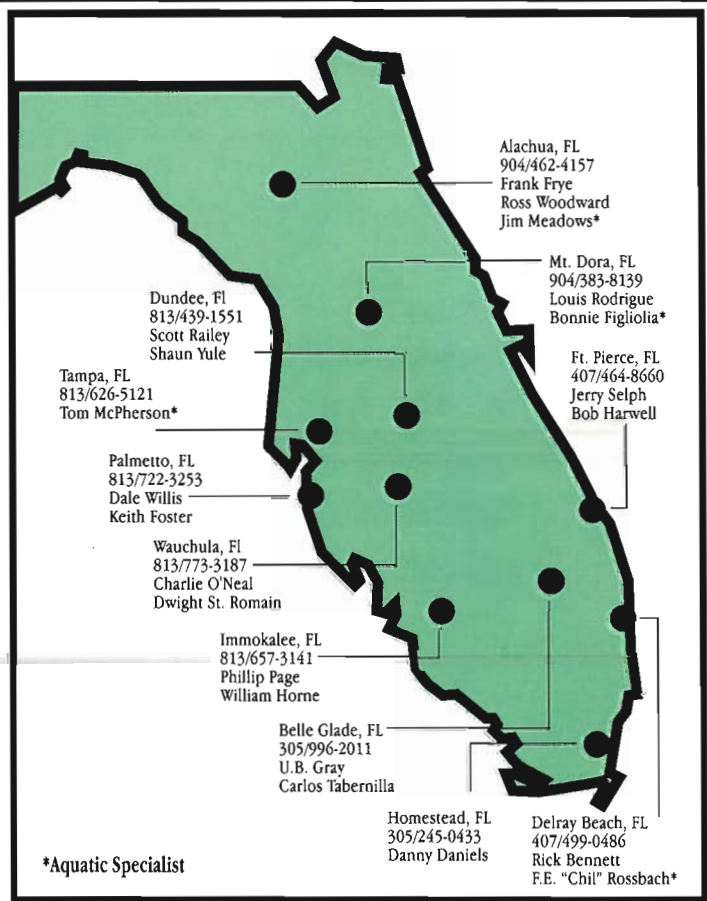 Alachua, FL
904/462-4157
Frank Frye
Ross Woodward
Jim Meadows*
Mt. Dora, FL
904/383-8139
Louis Rodrigue
Bonnie Figliolia*
Dundee, Fl
813/439-1551
Scott Railey
Shaun Yule
Ft. Pierce, FL
407/464-8660
Jerry Selph
Bob Harwell
Tampa, FL
813/626-5121
Tom McPherson*
Palmetto, FL
813/722-3253
Dale Willis
Keith Foster
Wauchula, Fl
813/773-3187
Charlie O'Neal
Dwight St. Romain
Immokalee, FL
813/657-3141
Phillip Page
William Horne
Belle Glade, FL
305/996-2011
U.B. Gray
Carlos Tabernilla
Homestead, FL
305/245-0433
Danny Daniels
Delray Beach, FL
407/499-0486
Rick Bennett
F.E. "Chil" Rossbach*
*Aquatic Specialist